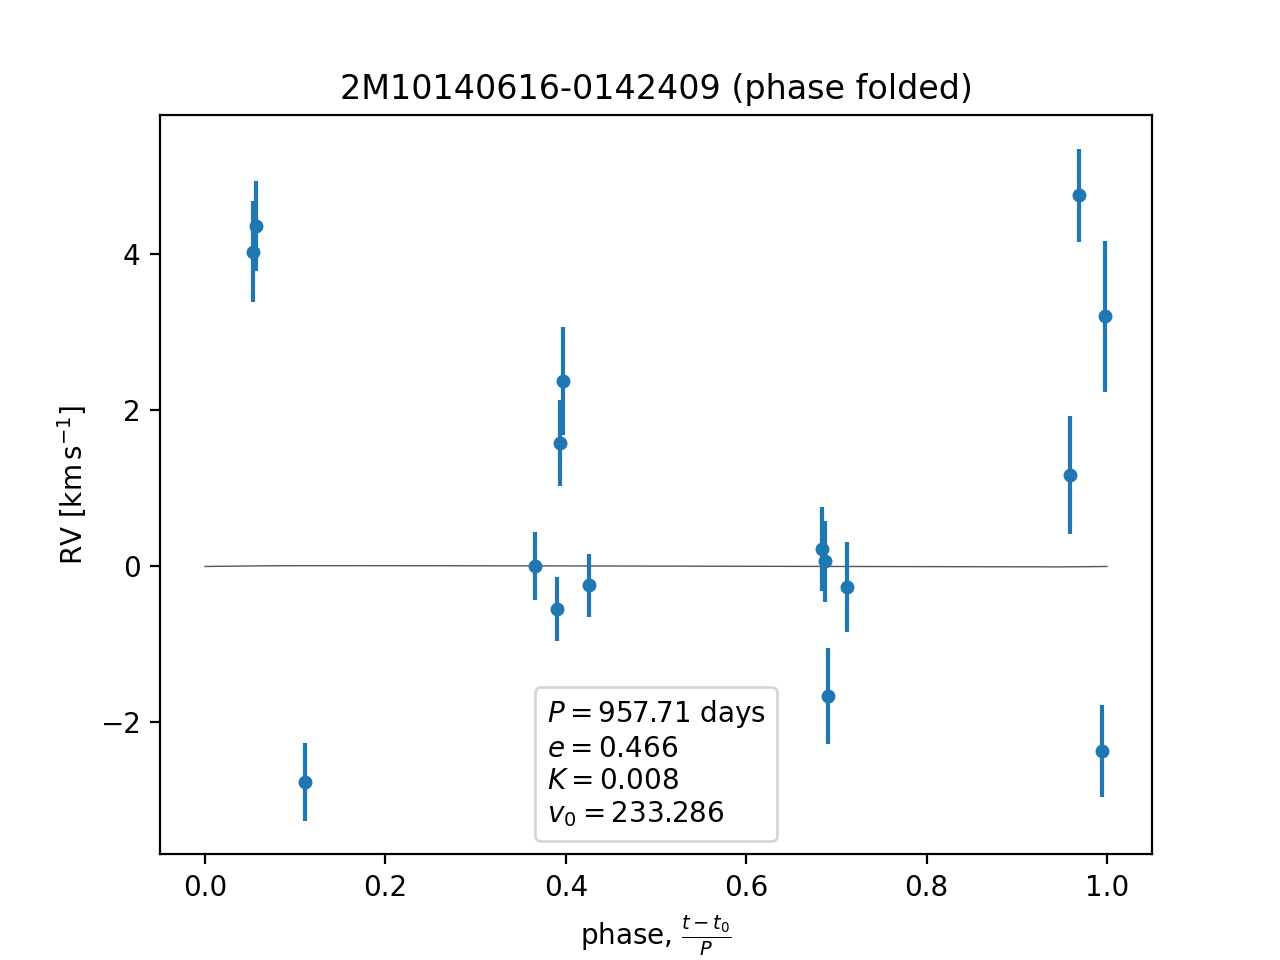 2M10140616-0142409 (phase folded)
RV [km s⁻¹]
4
2
0
−2
P = 957.71 days
e = 0.466
K = 0.008
v₀ = 233.286
0.0 0.2 0.4 0.6 0.8 1.0
phase, (t − t₀)/P